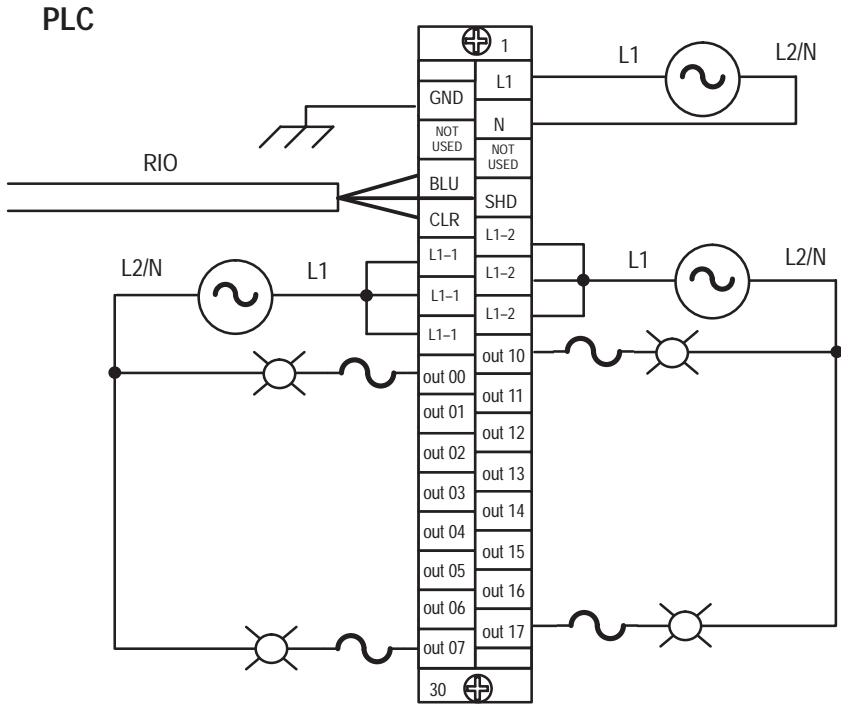 PLC
1
L1
L2/N
L1
GND
N
NOT
USED
NOT
USED
RIO
BLU
SHD
CLR
L1–2
L1–1
L2/N
L1
L1–2
L1
L2/N
L1–1
L1–2
L1–1
out 10
out 00
out 11
out 01
out 12
out 02
out 13
out 03
out 14
out 04
out 15
out 05
out 16
out 06
out 17
out 07
30